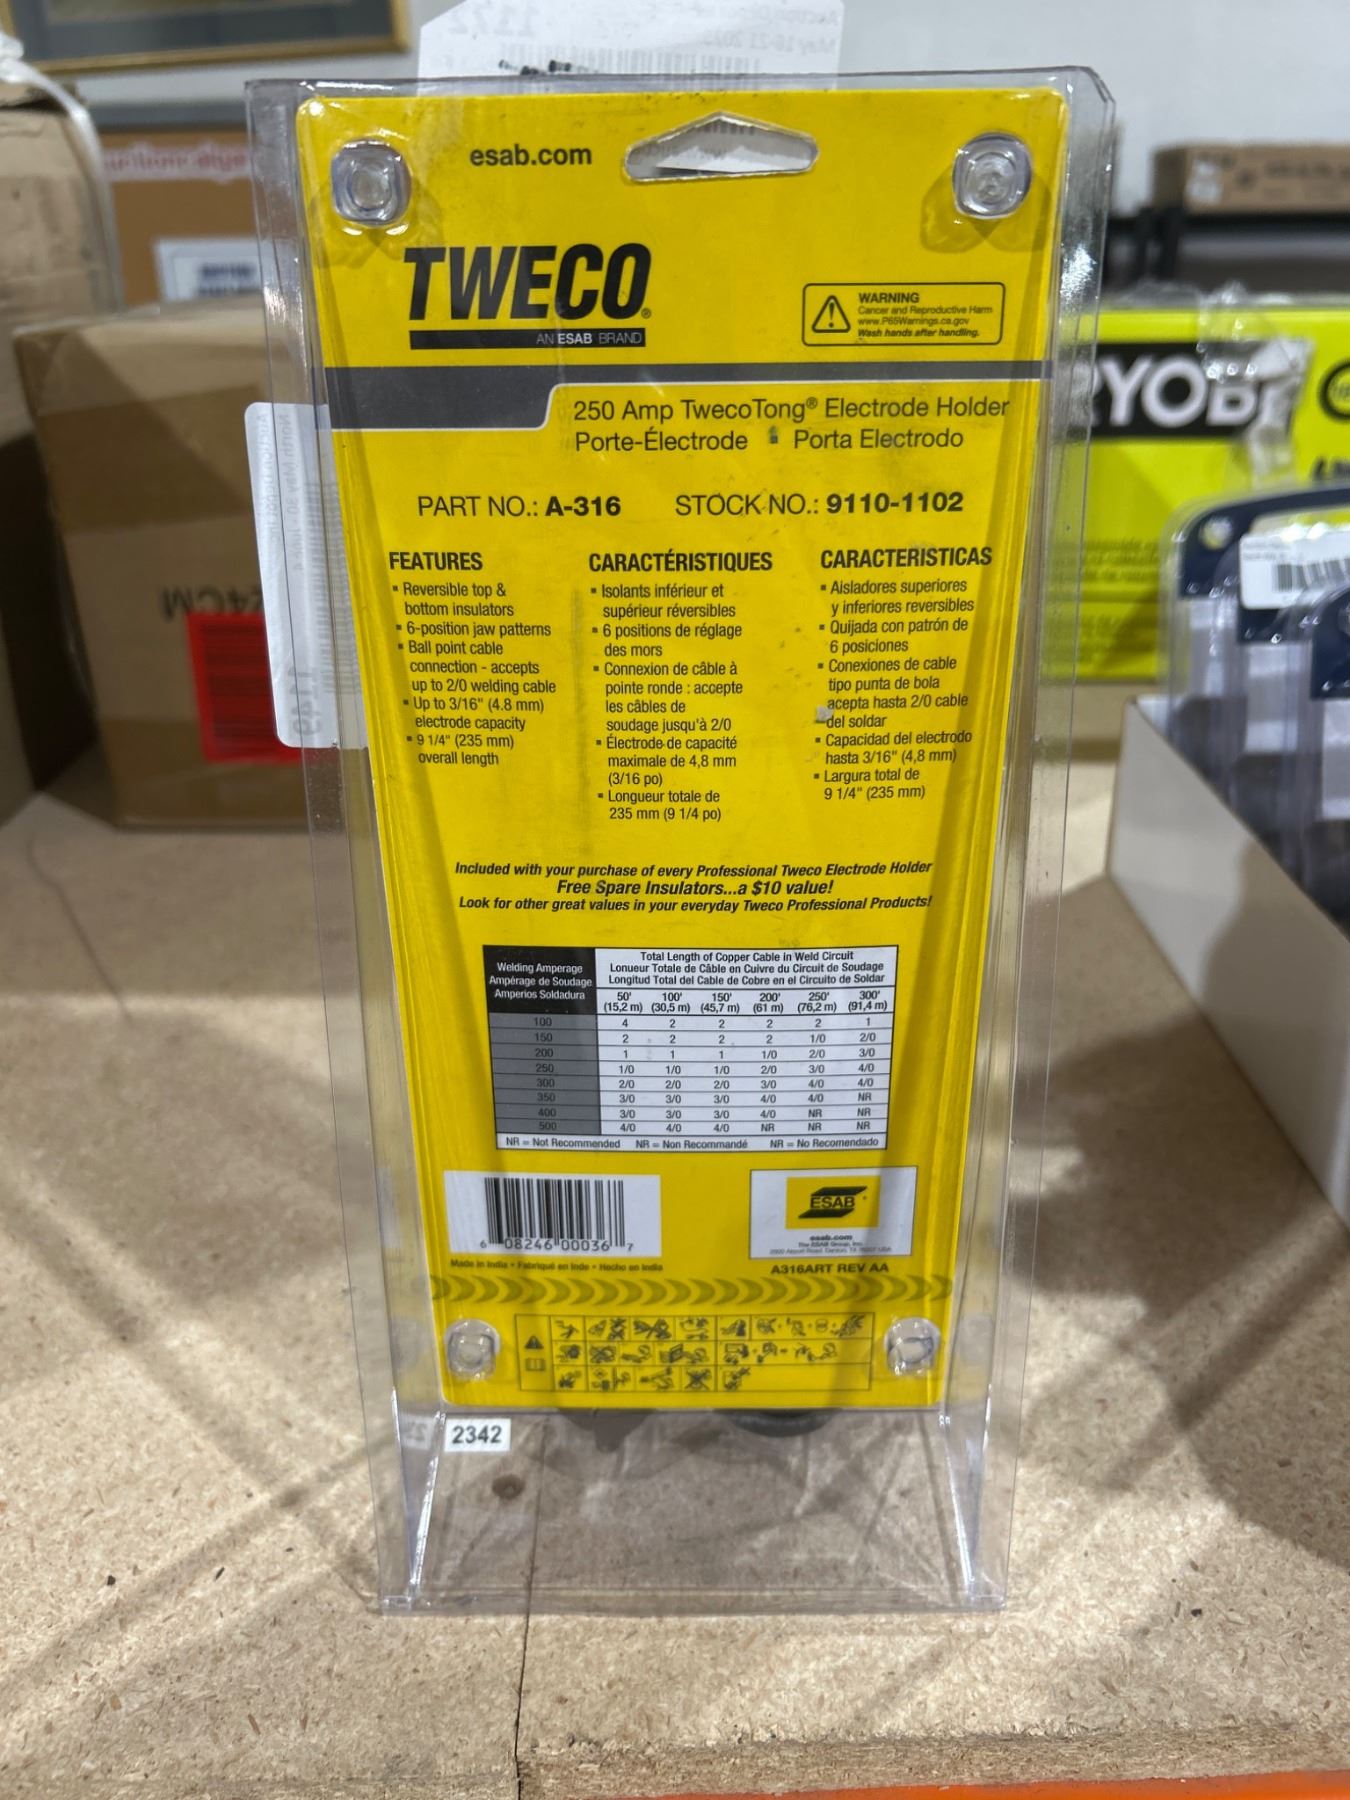 esab.com
TWECO®
AN ESAB BRAND
WARNING
Cancer and Reproductive Harm
www.P65Warnings.ca.gov
Wash hands after handling.
250 Amp TwecoTong® Electrode Holder
Porte-Électrode ▪ Porta Electrodo
PART NO.: A-316 STOCK NO.: 9110-1102
FEATURES
▪ Reversible top &
bottom insulators
▪ 6-position jaw patterns
▪ Ball point cable
connection - accepts
up to 2/0 welding cable
▪ Up to 3/16" (4.8 mm)
electrode capacity
▪ 9 1/4" (235 mm)
overall length
CARACTÉRISTIQUES
▪ Isolants inférieur et
supérieur réversibles
▪ 6 positions de réglage
des mors
▪ Connexion de câble à
pointe ronde : accepte
les câbles de
soudage jusqu'à 2/0
▪ Électrode de capacité
maximale de 4,8 mm
(3/16 po)
▪ Longueur totale de
235 mm (9 1/4 po)
CARACTERISTICAS
▪ Aisladores superiores
y inferiores reversibles
▪ Quijada con patrón de
6 posiciones
▪ Conexiones de cable
tipo punta de bola
acepta hasta 2/0 cable
del soldar
▪ Capacidad del electrodo
hasta 3/16" (4,8 mm)
▪ Largura total de
9 1/4" (235 mm)
Included with your purchase of every Professional Tweco Electrode Holder
Free Spare Insulators...a $10 value!
Look for other great values in your everyday Tweco Professional Products!
Welding Amperage
Ampérage de Soudage
Amperios Soldadura
Total Length of Copper Cable in Weld Circuit
Lonueur Totale de Câble en Cuivre du Circuit de Soudage
Longitud Total del Cable de Cobre en el Circuito de Soldar
50' 100' 150' 200' 250' 300'
(15,2 m) (30,5 m) (45,7 m) (61 m) (76,2 m) (91,4 m)
100 4 2 2 2 2 1
150 2 2 2 2 1/0 2/0
200 1 1 1 1/0 2/0 3/0
250 1/0 1/0 1/0 2/0 3/0 4/0
300 2/0 2/0 2/0 3/0 4/0 4/0
350 3/0 3/0 3/0 4/0 4/0 NR
400 3/0 3/0 3/0 4/0 NR NR
500 4/0 4/0 4/0 NR NR NR
NR = Not Recommended NR = Non Recommandé NR = No Recomendado
6 08246 00036 7
Made in India • Fabriqué en Inde • Hecho en India
ESAB
esab.com
The ESAB Group, Inc.
A316ART REV AA
2342
RYOBI